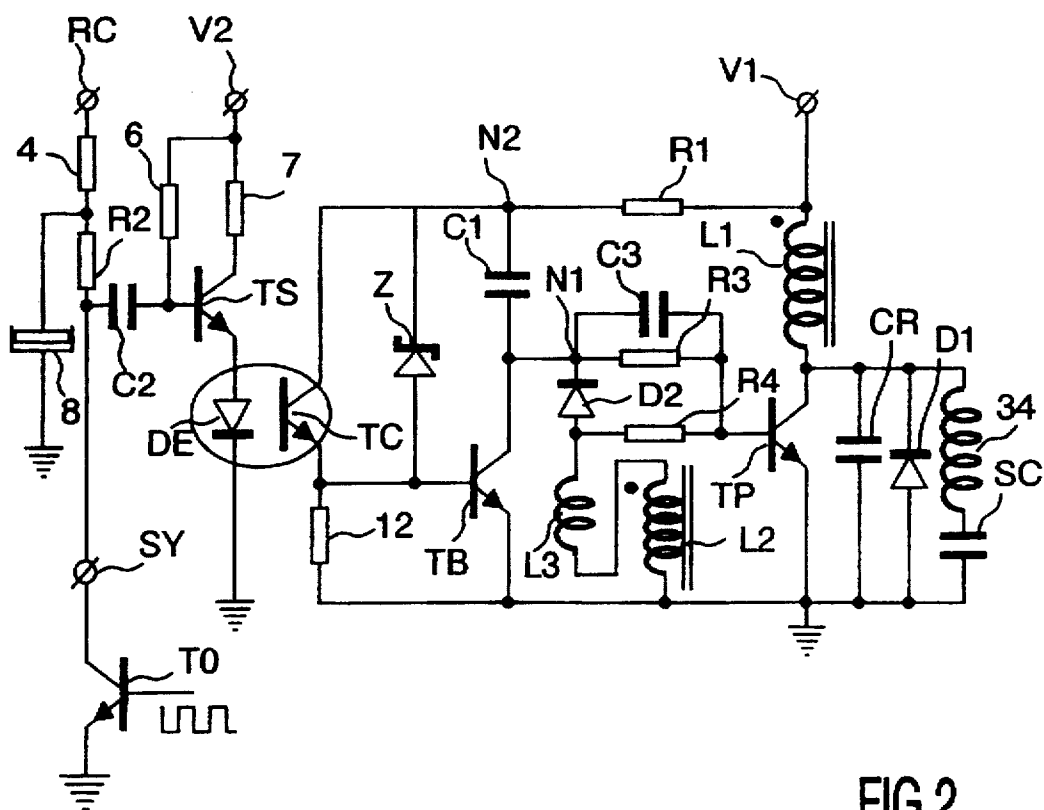 RC
V2
V1
4
6
7
N2
R1
R2
C1
L1
C3
N1
R3
TS
Z
CR
D1
C2
8
D2
R4
34
DE
TC
TP
SC
12
TB
L3
L2
SY
T0
FIG.2